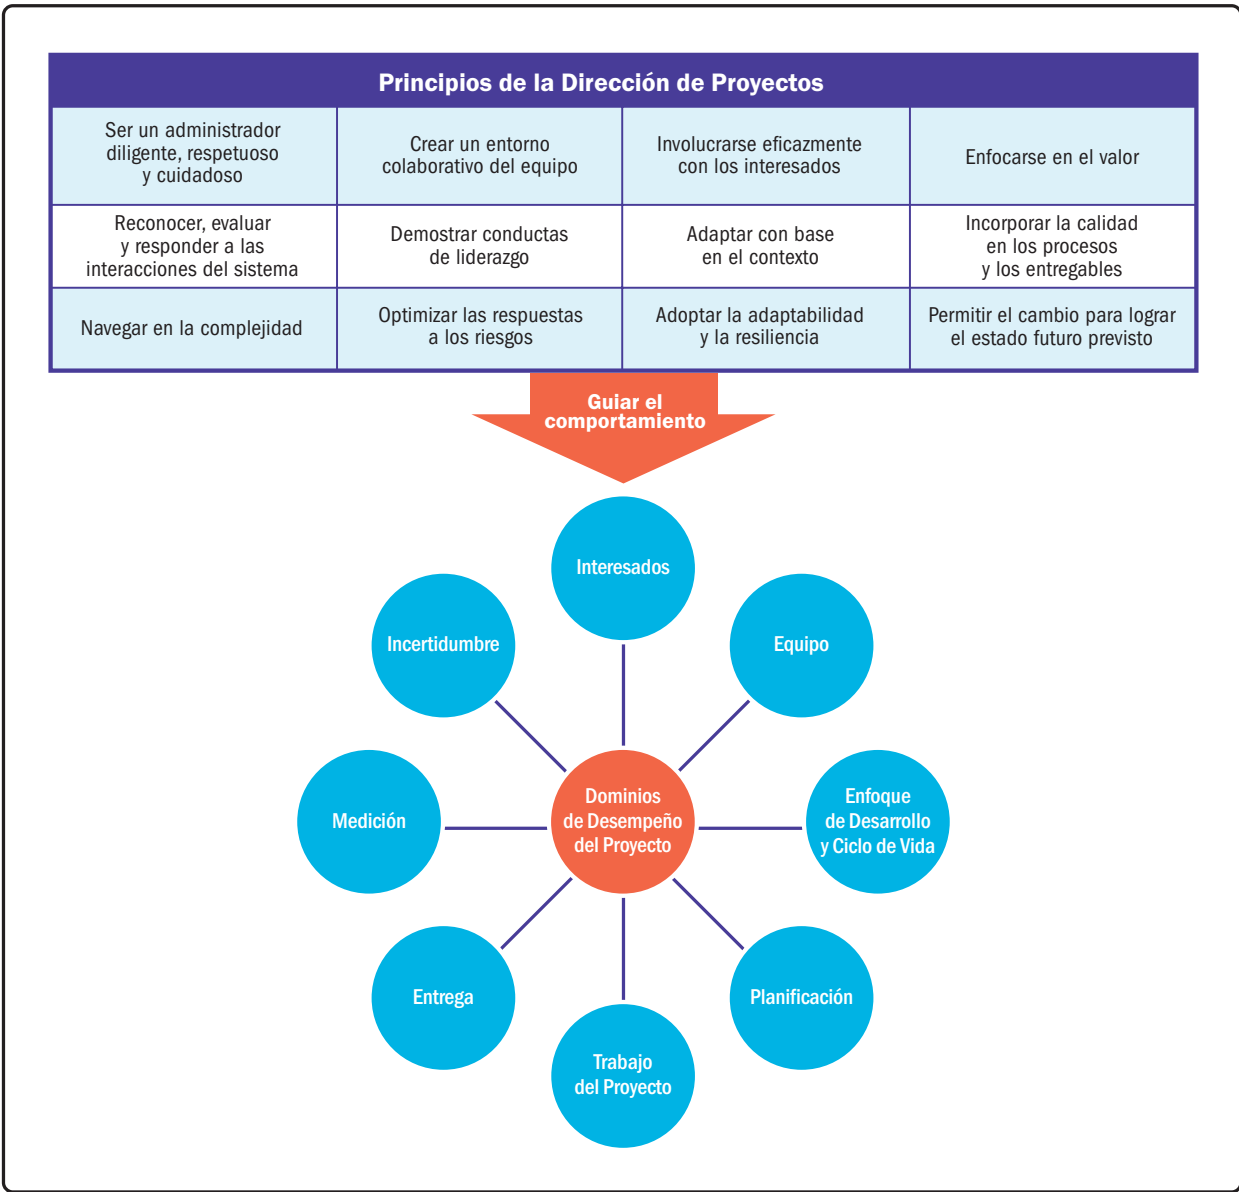 Principios de la Dirección de Proyectos
Ser un administrador
diligente, respetuoso
y cuidadoso
Crear un entorno
colaborativo del equipo
Involucrarse eficazmente
con los interesados
Enfocarse en el valor
Reconocer, evaluar
y responder a las
interacciones del sistema
Demostrar conductas
de liderazgo
Adaptar con base
en el contexto
Incorporar la calidad
en los procesos
y los entregables
Navegar en la complejidad
Optimizar las respuestas
a los riesgos
Adoptar la adaptabilidad
y la resiliencia
Permitir el cambio para lograr
el estado futuro previsto
Guiar el
comportamiento
Interesados
Incertidumbre
Equipo
Medición
Dominios
de Desempeño
del Proyecto
Enfoque
de Desarrollo
y Ciclo de Vida
Entrega
Planificación
Trabajo
del Proyecto